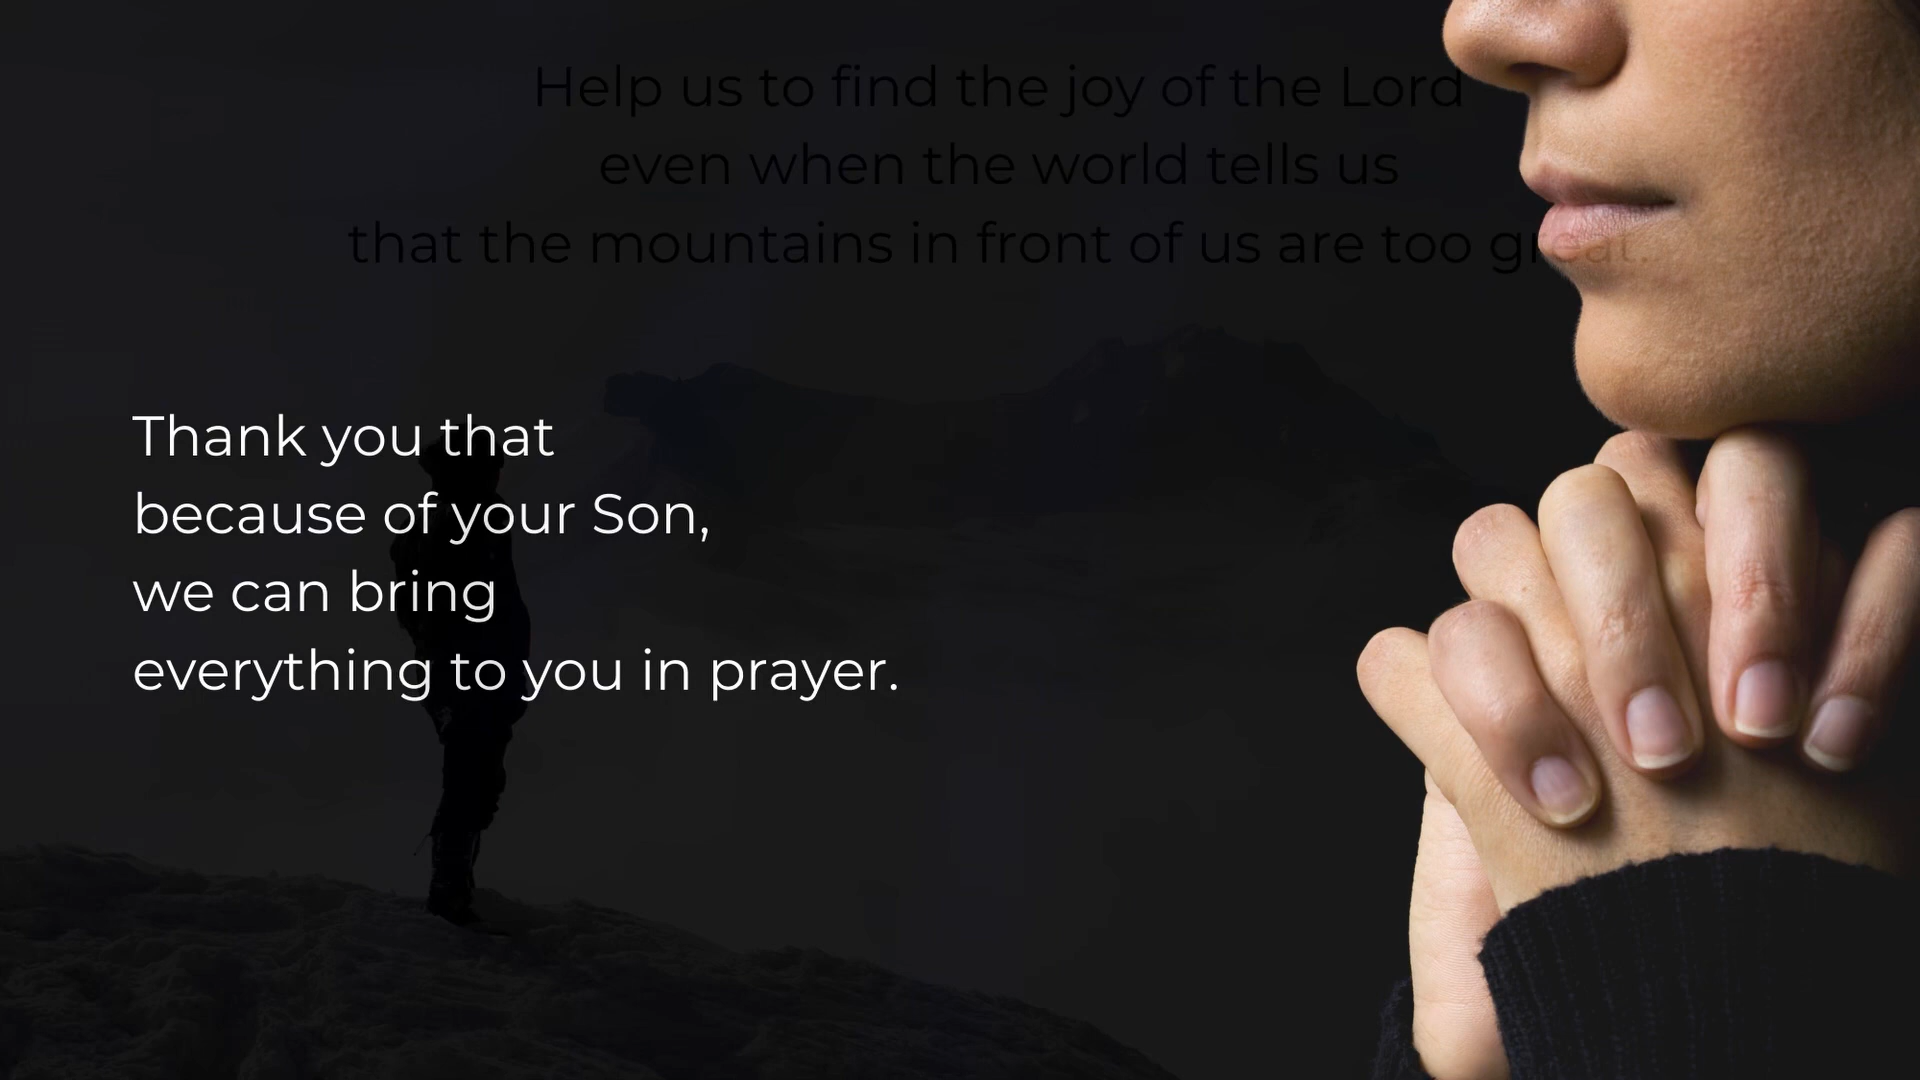 Help us to find the joy of the Lord
even when the world tells us
that the mountains in front of us are too great.
Thank you that
because of your Son,
we can bring
everything to you in prayer.